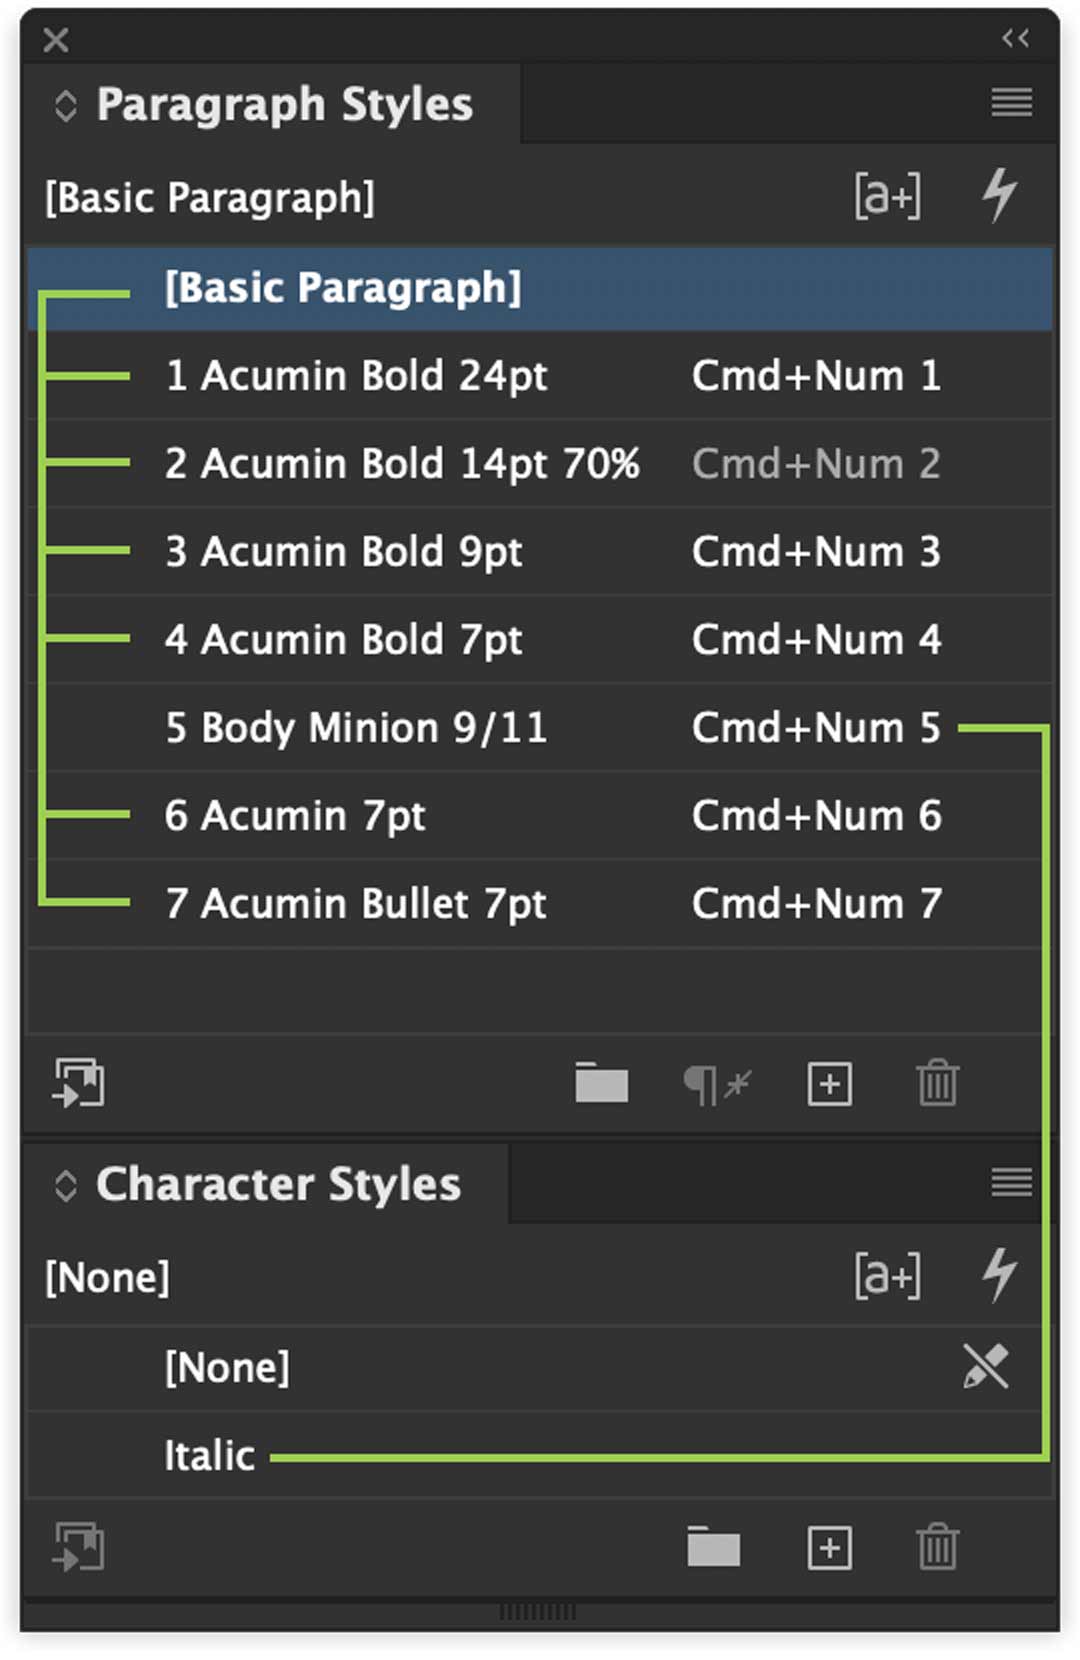 Paragraph Styles
[Basic Paragraph]
[a+]
[Basic Paragraph]
1 Acumin Bold 24pt Cmd+Num 1
2 Acumin Bold 14pt 70% Cmd+Num 2
3 Acumin Bold 9pt Cmd+Num 3
4 Acumin Bold 7pt Cmd+Num 4
5 Body Minion 9/11 Cmd+Num 5
6 Acumin 7pt Cmd+Num 6
7 Acumin Bullet 7pt Cmd+Num 7
Character Styles
[None]
[a+]
[None]
Italic